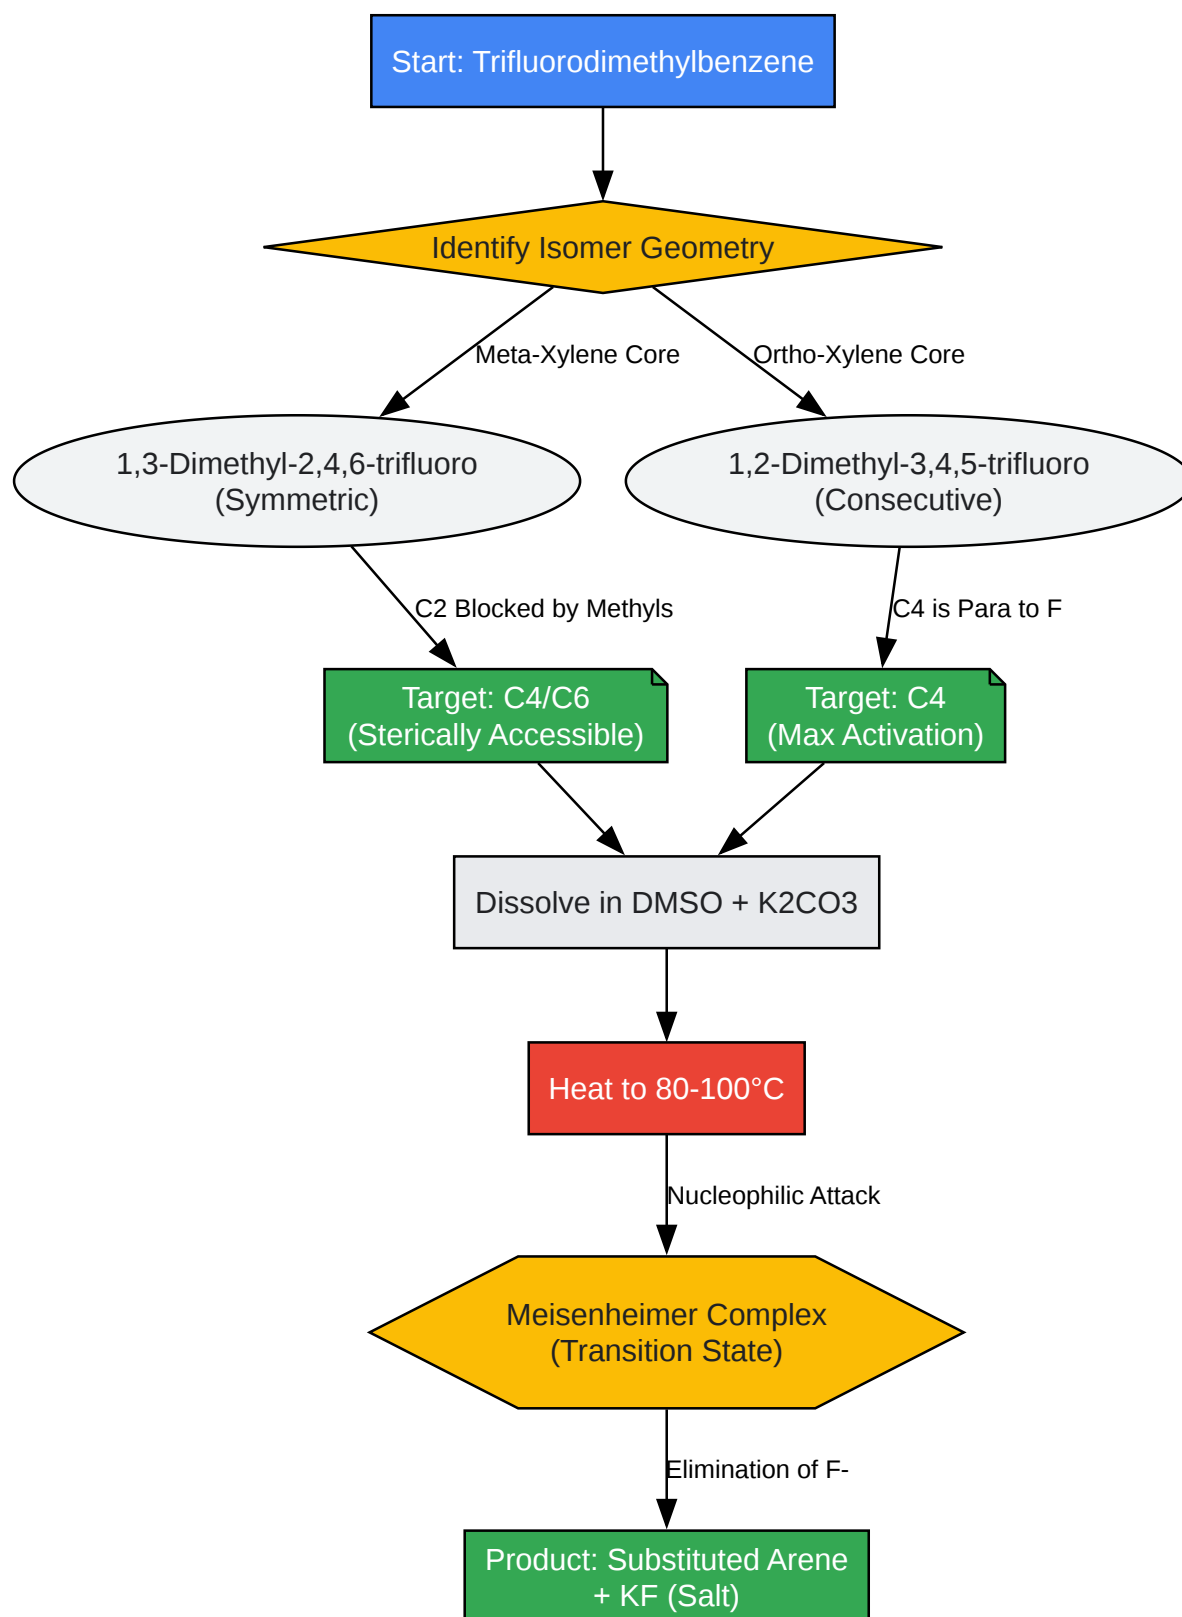 Start: Trifluorodimethylbenzene
Identify Isomer Geometry
Meta-Xylene Core
Ortho-Xylene Core
1,3-Dimethyl-2,4,6-trifluoro
(Symmetric)
1,2-Dimethyl-3,4,5-trifluoro
(Consecutive)
C2 Blocked by Methyls
C4 is Para to F
Target: C4/C6
(Sterically Accessible)
Target: C4
(Max Activation)
Dissolve in DMSO + K2CO3
Heat to 80-100°C
Nucleophilic Attack
Meisenheimer Complex
(Transition State)
Elimination of F-
Product: Substituted Arene
+ KF (Salt)